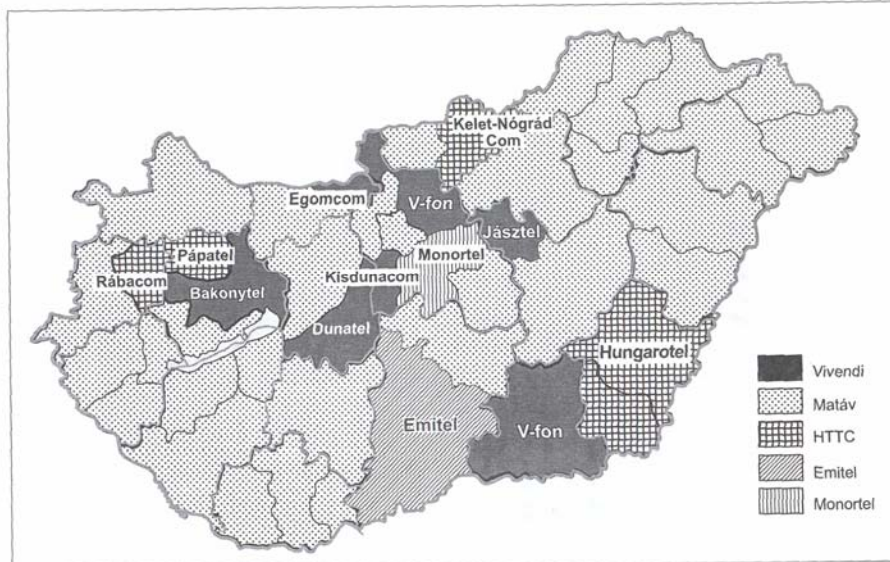 Kelet-Nógrád
Com
Egomcom
V-fon
Jásztel
Pápatel
Rábacom
Bakonytel
Kisdunacom
Monortel
Dunatel
Hungarotel
Emitel
V-fon
Vivendi
Matáv
HTTC
Emitel
Monortel